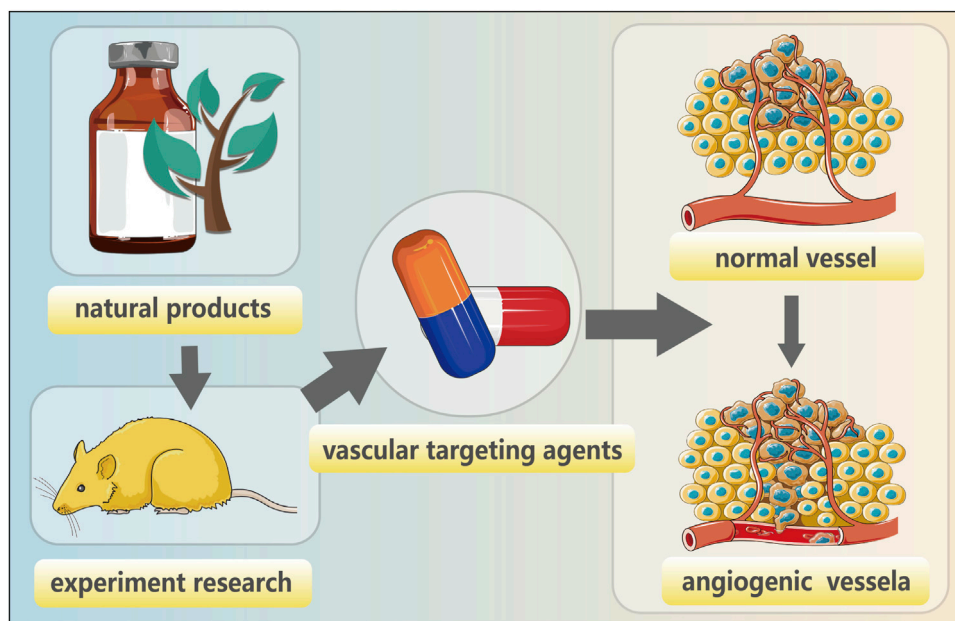 natural products
experiment research
vascular targeting agents
normal vessel
angiogenic vessela